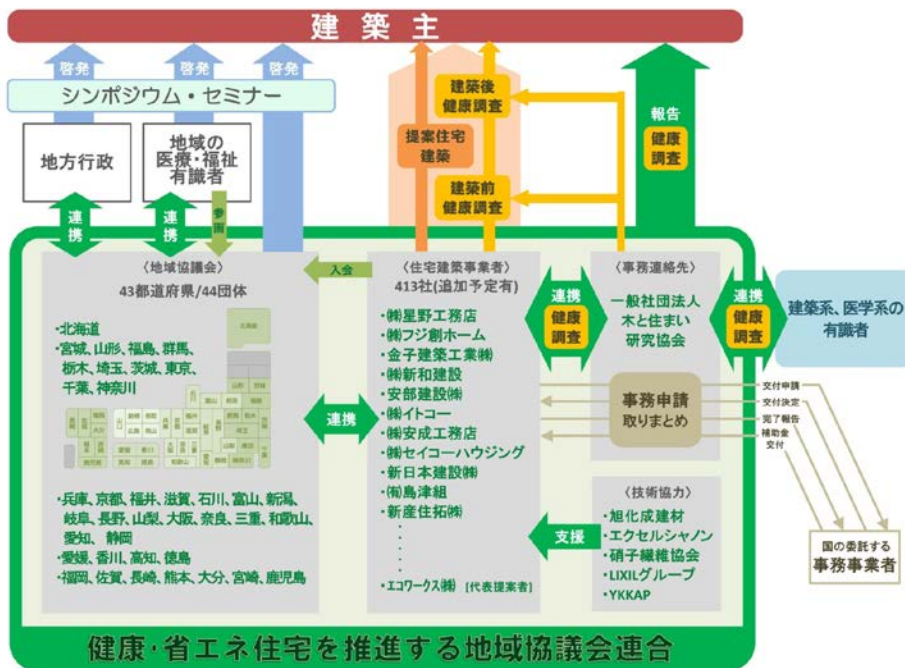 建築主
啓発
啓発
啓発
シンポジウム・セミナー
地方行政
地域の
医療・福祉
有識者
連携
連携
参画
提案住宅
建築
建築後
健康調査
建築前
健康調査
報告
健康
調査
〈地域協議会〉
43都道府県/44団体
・北海道
・宮城、山形、福島、群馬、
栃木、埼玉、茨城、東京、
千葉、神奈川
・兵庫、京都、福井、滋賀、石川、富山、新潟、
岐阜、長野、山梨、大阪、奈良、三重、和歌山、
愛知、静岡
・愛媛、香川、高知、徳島
・福岡、佐賀、長崎、熊本、大分、宮崎、鹿児島
入会
連携
〈住宅建築事業者〉
413社(追加予定有)
・㈱星野工務店
・㈱フジ創ホーム
・金子建築工業㈱
・㈱新和建設
・安部建設㈱
・㈱イトコー
・㈱安成工務店
・㈱セイコーハウジング
・新日本建設㈱
・㈲島津組
・新産住拓㈱
・エコワークス㈱ [代表提案者]
連携
健康
調査
〈事務連絡先〉
一般社団法人
木と住まい
研究協会
事務申請
取りまとめ
連携
健康
調査
建築系、医学系の
有識者
交付申請
交付決定
完了報告
補助金
交付
国の委託する
事務事業者
支援
〈技術協力〉
・旭化成建材
・エクセルシャノン
・硝子繊維協会
・LIXILグループ
・YKKAP
健康・省エネ住宅を推進する地域協議会連合